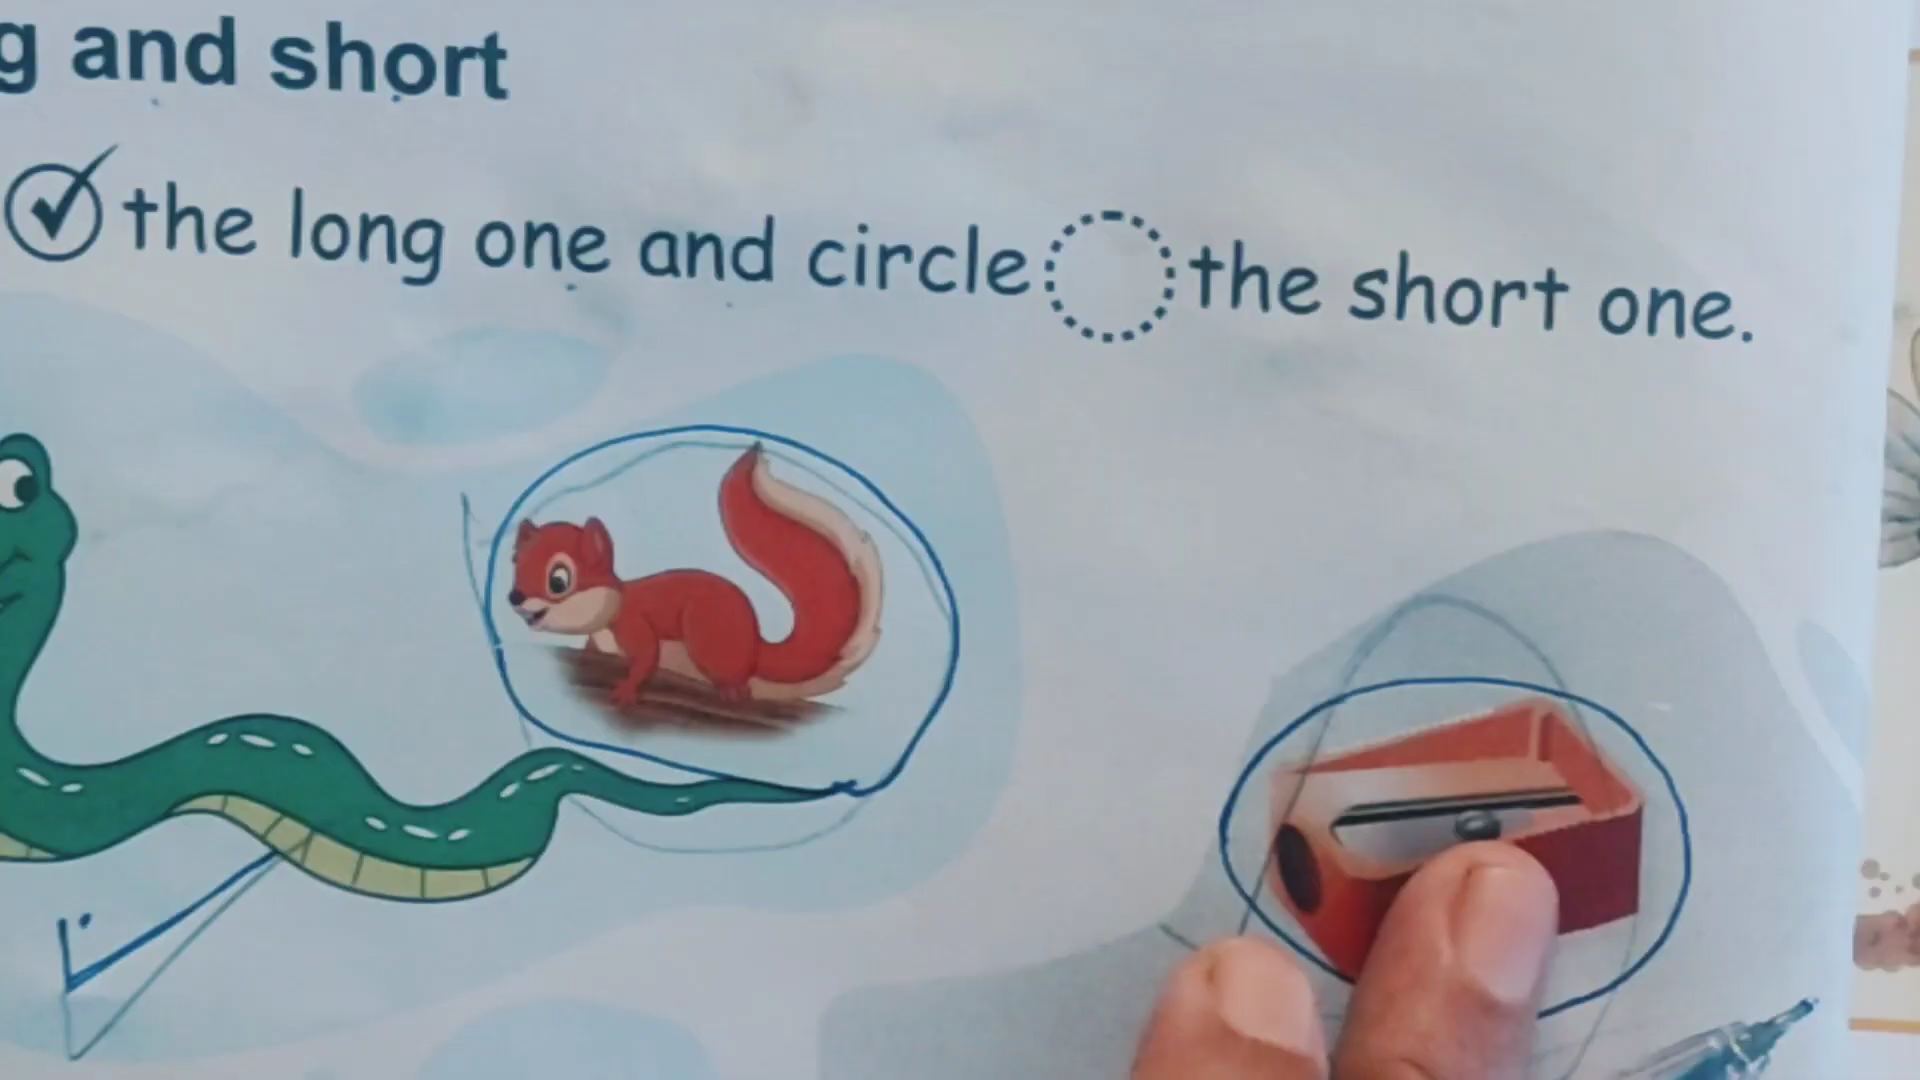 g and short
the long one and circle the short one.